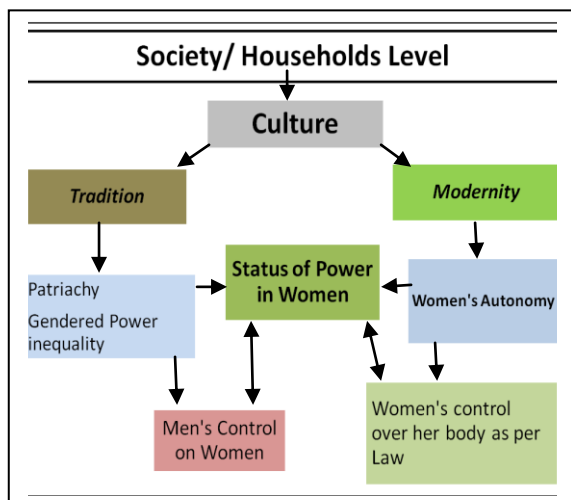 Society/ Households Level
Culture
Tradition
Modernity
Status of Power
in Women
Patriachy
Gendered Power
inequality
Women's Autonomy
Men's Control
on Women
Women's control
over her body as per
Law